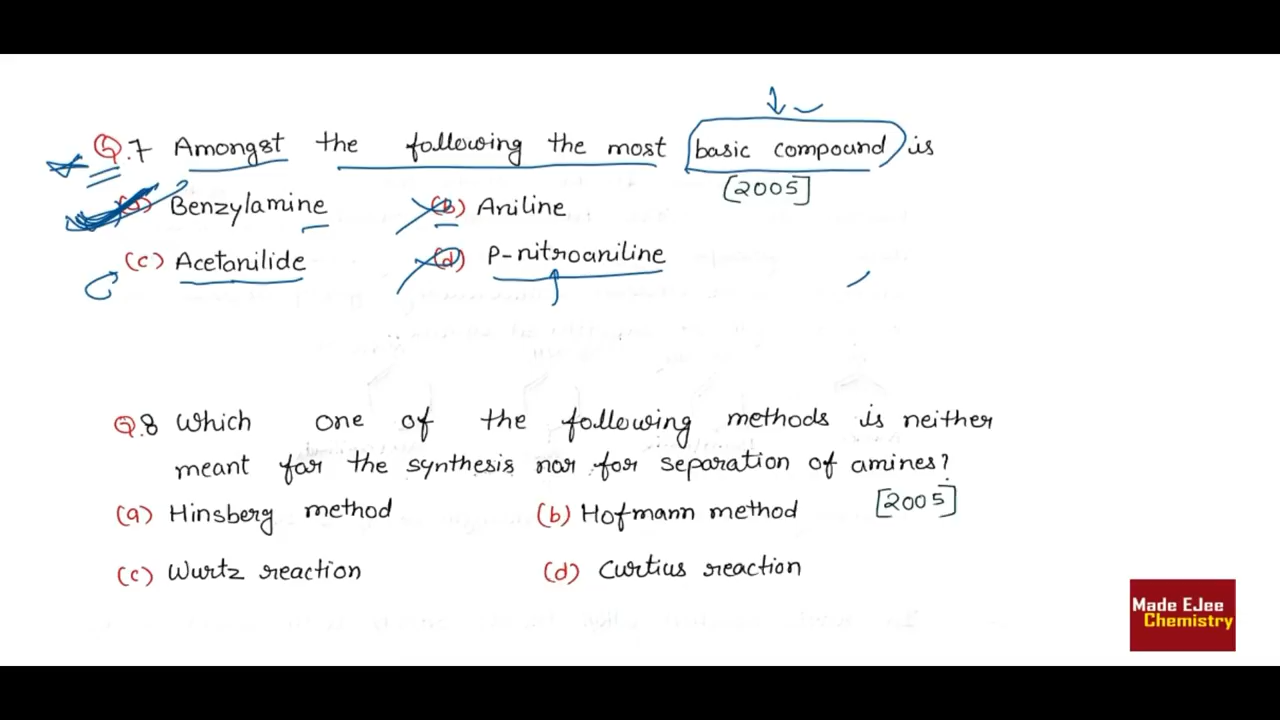 Q.7 Amongst the following the most basic compound is
[2005]
(a) Benzylamine (b) Aniline
(c) Acetanilide (d) P-nitroaniline
Q.8 Which one of the following methods is neither
meant for the synthesis nor for separation of amines?
(a) Hinsberg method (b) Hofmann method [2005]
(c) Wurtz reaction (d) Curtius reaction
Made EJee
Chemistry